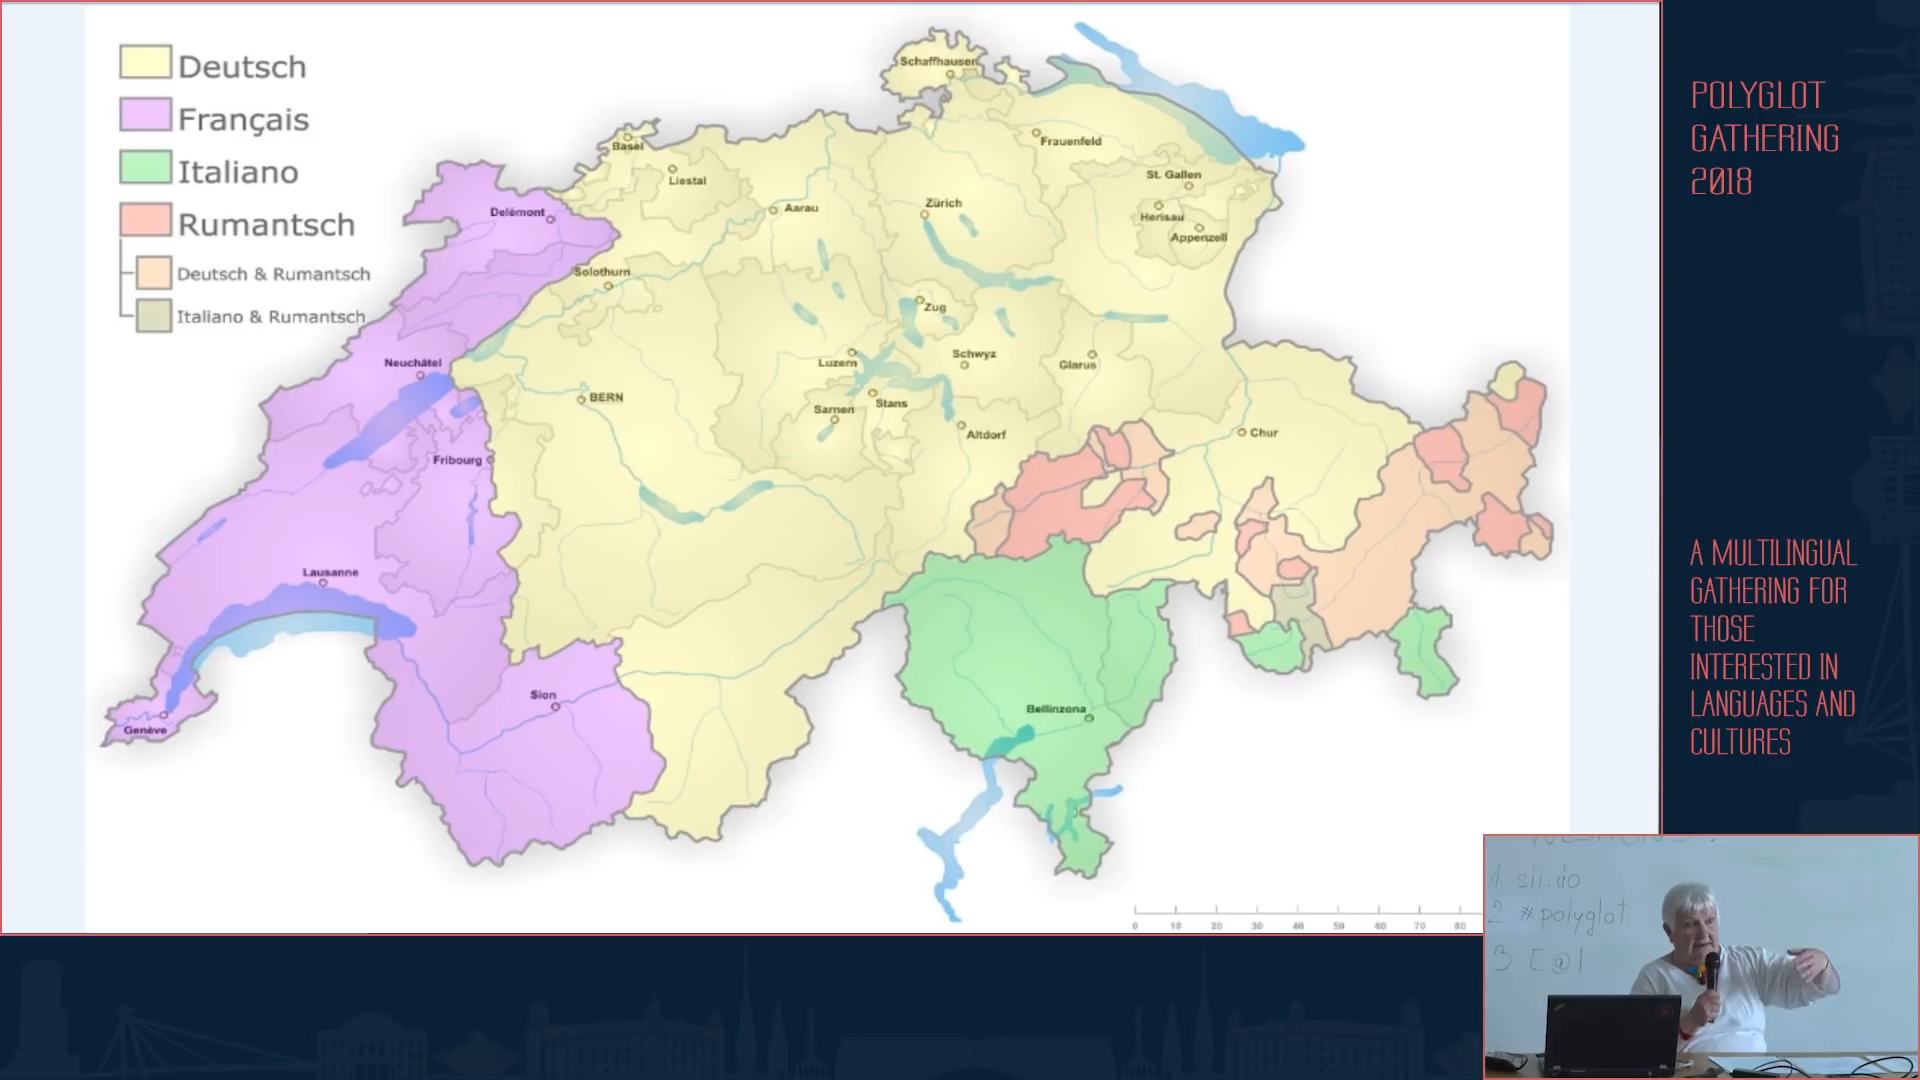 Deutsch
Français
Italiano
Rumantsch
Deutsch & Rumantsch
Italiano & Rumantsch
Schaffhausen
Basel
Liestal
Frauenfeld
Delémont
Aarau
Zürich
St. Gallen
Herisau
Appenzell
Solothurn
Zug
Neuchâtel
Luzern
Schwyz
Glarus
BERN
Stans
Sarnen
Altdorf
Chur
Fribourg
Lausanne
Sion
Genève
Bellinzona
0 10 20 30 40 50 60 70 80
POLYGLOT
GATHERING
2018
A MULTILINGUAL
GATHERING FOR
THOSE
INTERESTED IN
LANGUAGES AND
CULTURES
1 sli.do
2 #polyglot
3 E@I